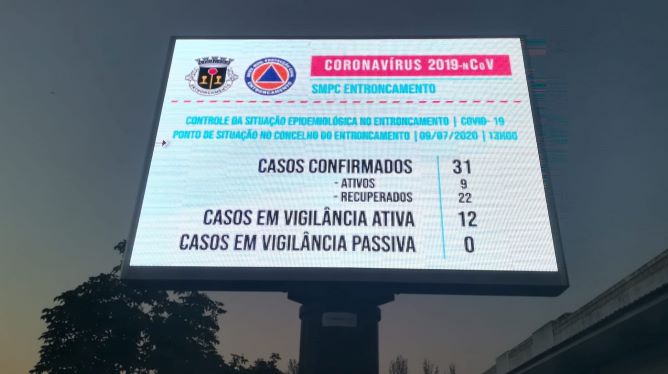 CORONAVÍRUS 2019-nCoV
SMPC ENTRONCAMENTO
CONTROLE DA SITUAÇÃO EPIDEMIOLÓGICA NO ENTRONCAMENTO | COVID- 19
PONTO DE SITUAÇÃO NO CONCELHO DO ENTRONCAMENTO | 09/07/2020 | 13H00
CASOS CONFIRMADOS 31
- ATIVOS 9
- RECUPERADOS 22
CASOS EM VIGILÂNCIA ATIVA 12
CASOS EM VIGILÂNCIA PASSIVA 0